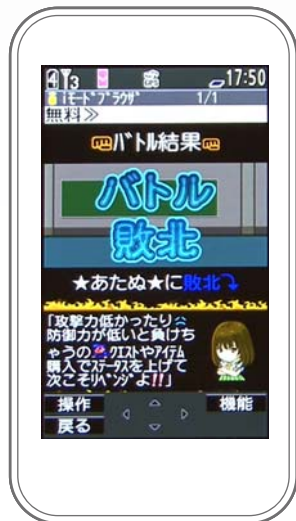 17:50
iモードブラウザ 1/1
無料≫
バトル結果
バトル
敗北
★あたぬ★に敗北
「攻撃力低かったり
防御力が低いと負けち
ゃうの クエストやアイテム
購入でステータスを上げて
次こそリベンジよ!!」
操作 機能
戻る